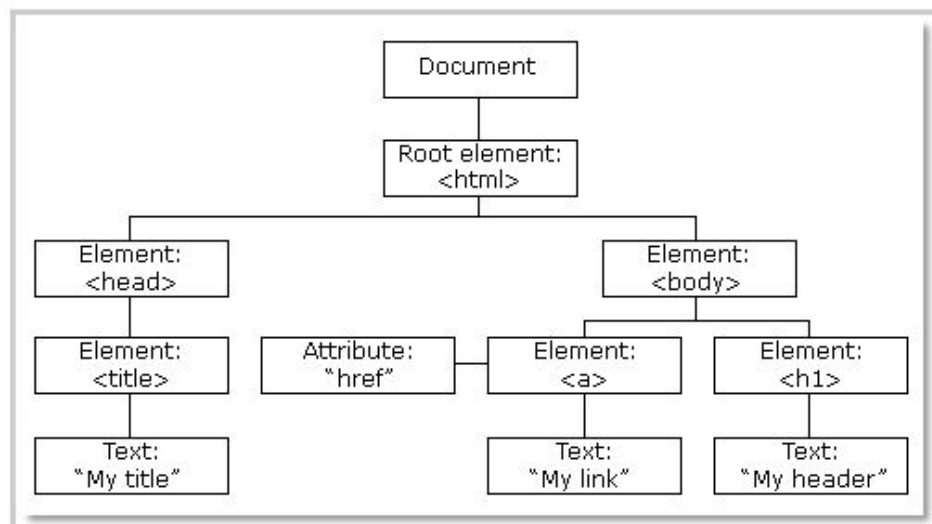 Document
Root element:
<html>
Element:
<head>
Element:
<body>
Element:
<title>
Attribute:
“href”
Element:
<a>
Element:
<h1>
Text:
“My title”
Text:
“My link”
Text:
“My header”